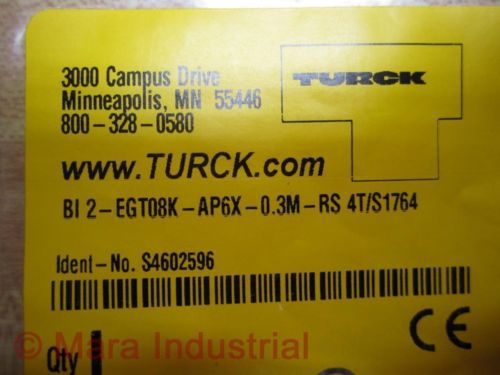 3000 Campus Drive
Minneapolis, MN 55446
800-328-0580
TURCK
www.TURCK.com
BI 2-EGT08K-AP6X-0.3M-RS 4T/S1764
Ident-No. S4602596
CE
Qty
© Mara Industrial